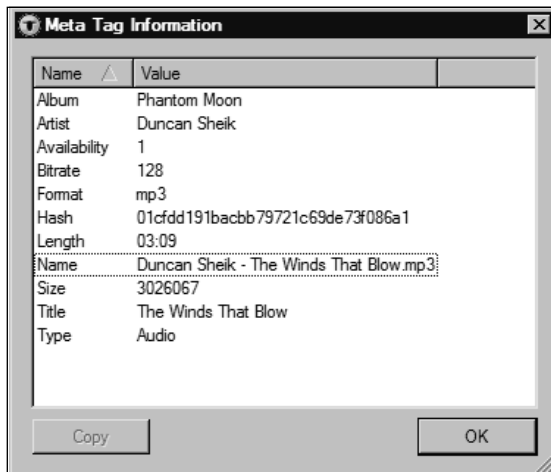 Meta Tag Information
Name Value
Album Phantom Moon
Artist Duncan Sheik
Availability 1
Bitrate 128
Format mp3
Hash 01cfdd191bacbb79721c69de73f086a1
Length 03:09
Name Duncan Sheik - The Winds That Blow.mp3
Size 3026067
Title The Winds That Blow
Type Audio
Copy OK